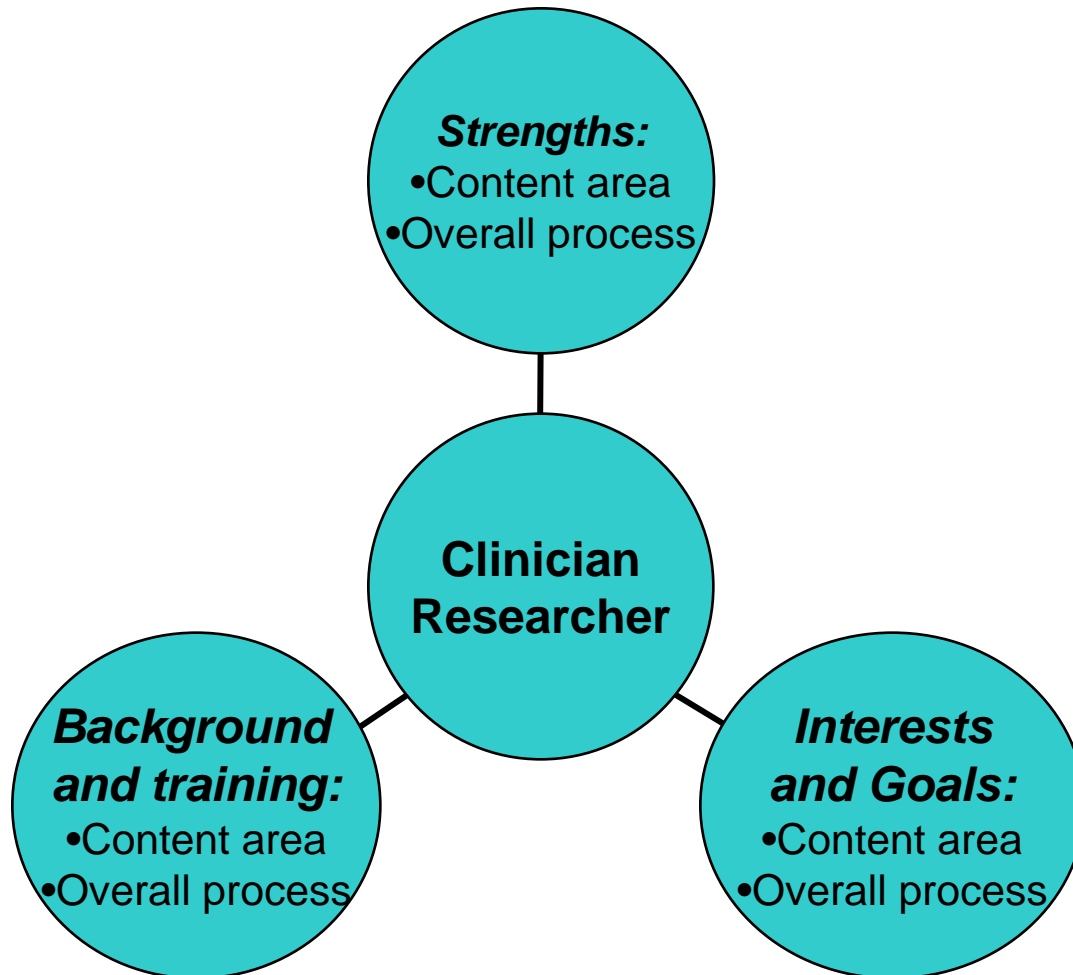 Strengths:
•Content area
•Overall process
Clinician
Researcher
Background
and training:
•Content area
•Overall process
Interests
and Goals:
•Content area
•Overall process